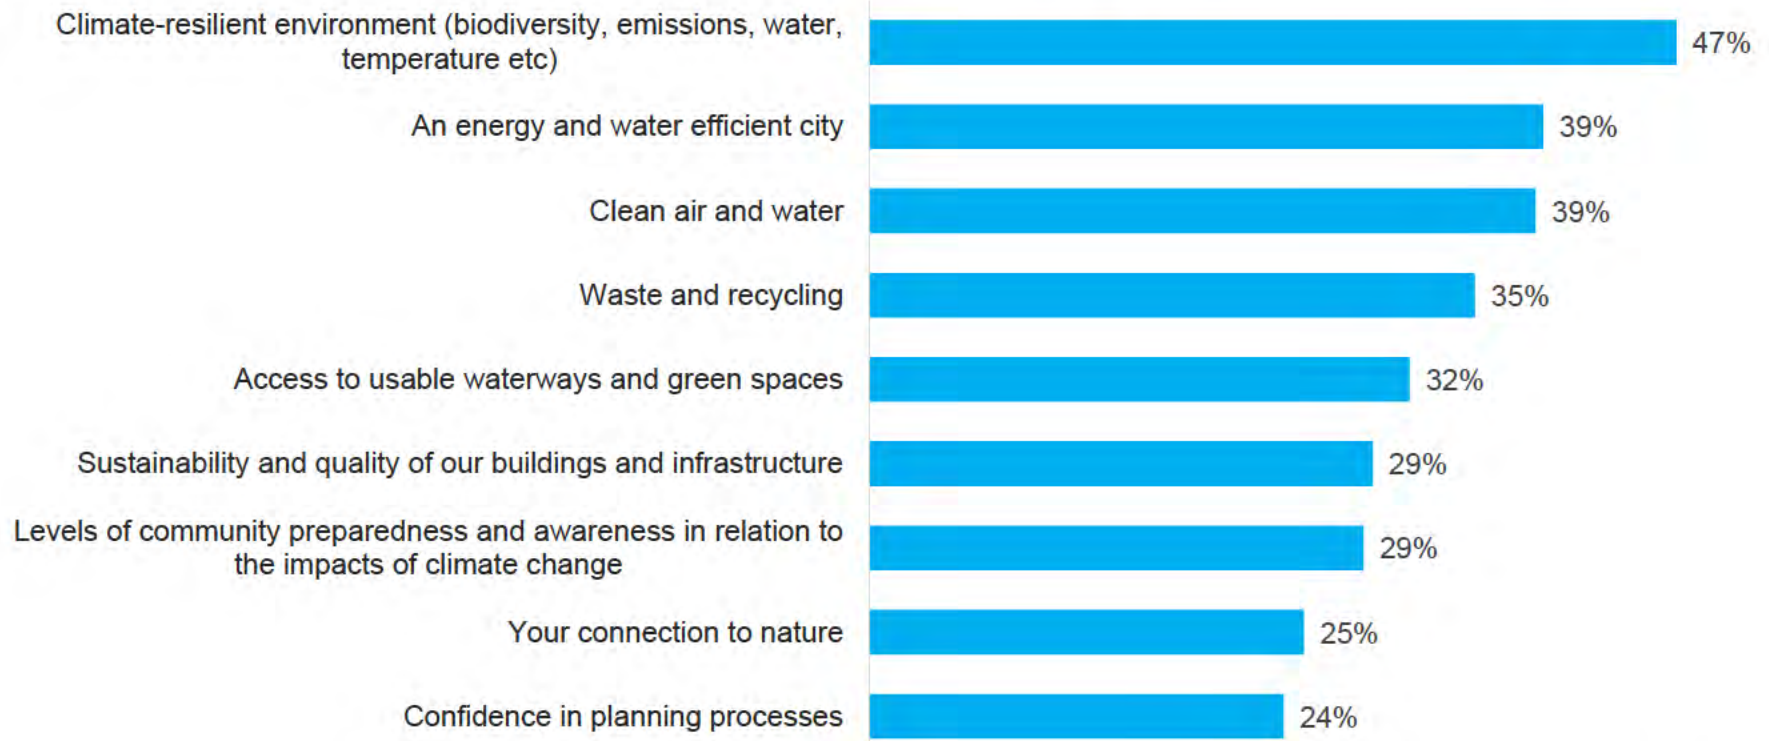 Climate-resilient environment (biodiversity, emissions, water,
temperature etc)
47%
An energy and water efficient city
39%
Clean air and water
39%
Waste and recycling
35%
Access to usable waterways and green spaces
32%
Sustainability and quality of our buildings and infrastructure
29%
Levels of community preparedness and awareness in relation to
the impacts of climate change
29%
Your connection to nature
25%
Confidence in planning processes
24%